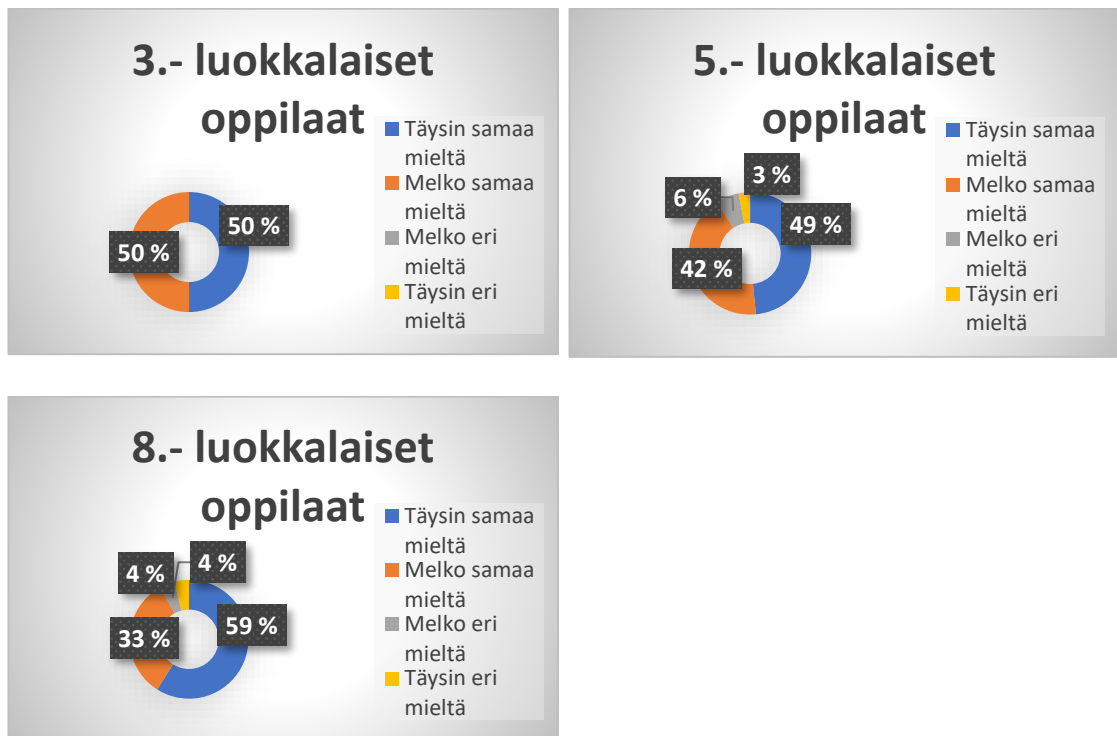 3.- luokkalaiset
oppilaat
Täysin samaa
mieltä
Melko samaa
mieltä
Melko eri
mieltä
Täysin eri
mieltä
50 %
50 %
5.- luokkalaiset
oppilaat
Täysin samaa
mieltä
Melko samaa
mieltä
Melko eri
mieltä
Täysin eri
mieltä
3 %
6 %
49 %
42 %
8.- luokkalaiset
oppilaat
Täysin samaa
mieltä
Melko samaa
mieltä
Melko eri
mieltä
Täysin eri
mieltä
4 %
4 %
59 %
33 %